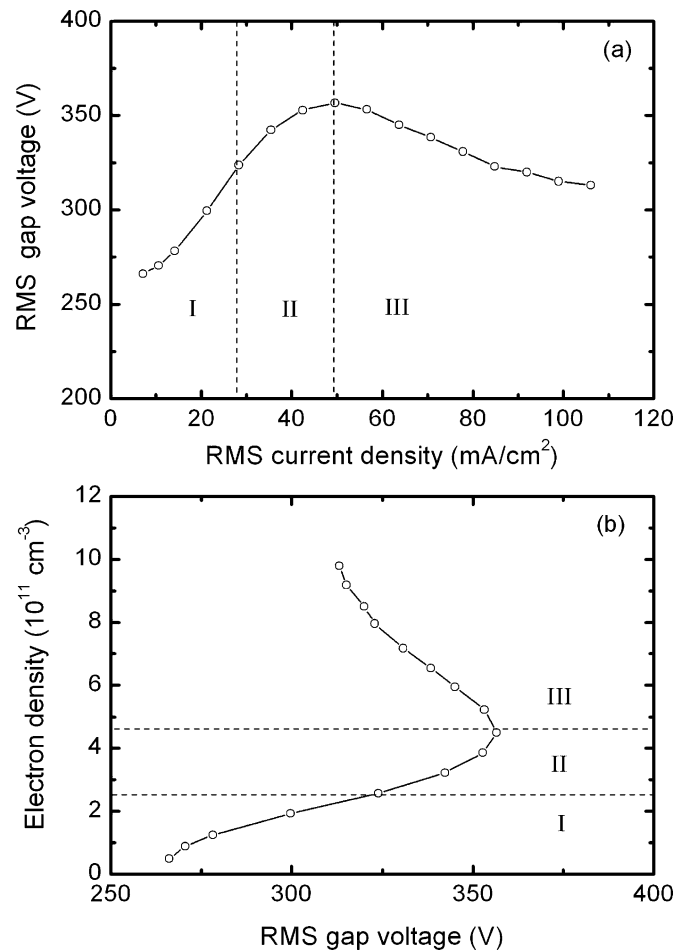 400
(a)
350
RMS gap voltage (V)
300
250
I
II
III
200
0
20
40
60
80
100
120
RMS current density (mA/cm²)
12
(b)
10
Electron density (10¹¹ cm⁻³)
8
6
III
4
II
2
I
0
250
300
350
400
RMS gap voltage (V)